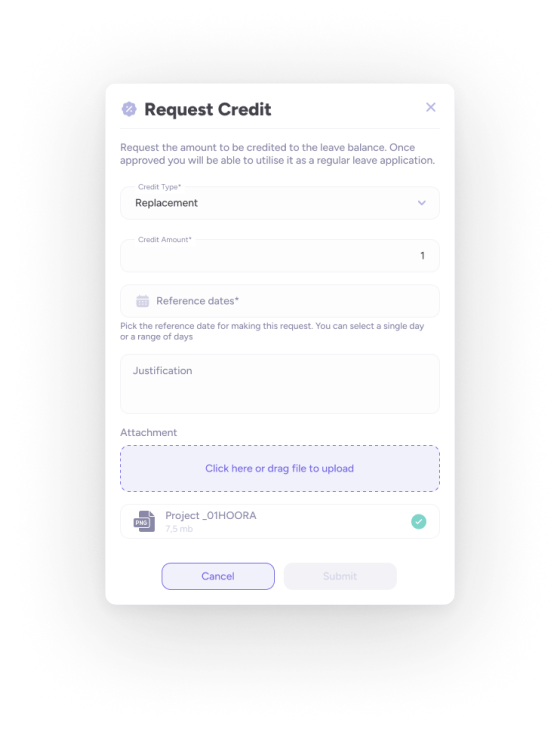 Request Credit
Request the amount to be credited to the leave balance. Once
approved you will be able to utilise it as a regular leave application.
Credit Type*
Replacement
Credit Amount*
1
Reference dates*
Pick the reference date for making this request. You can select a single day
or a range of days
Justification
Attachment
Click here or drag file to upload
PNG
Project _01HOORA
7,5 mb
Cancel
Submit